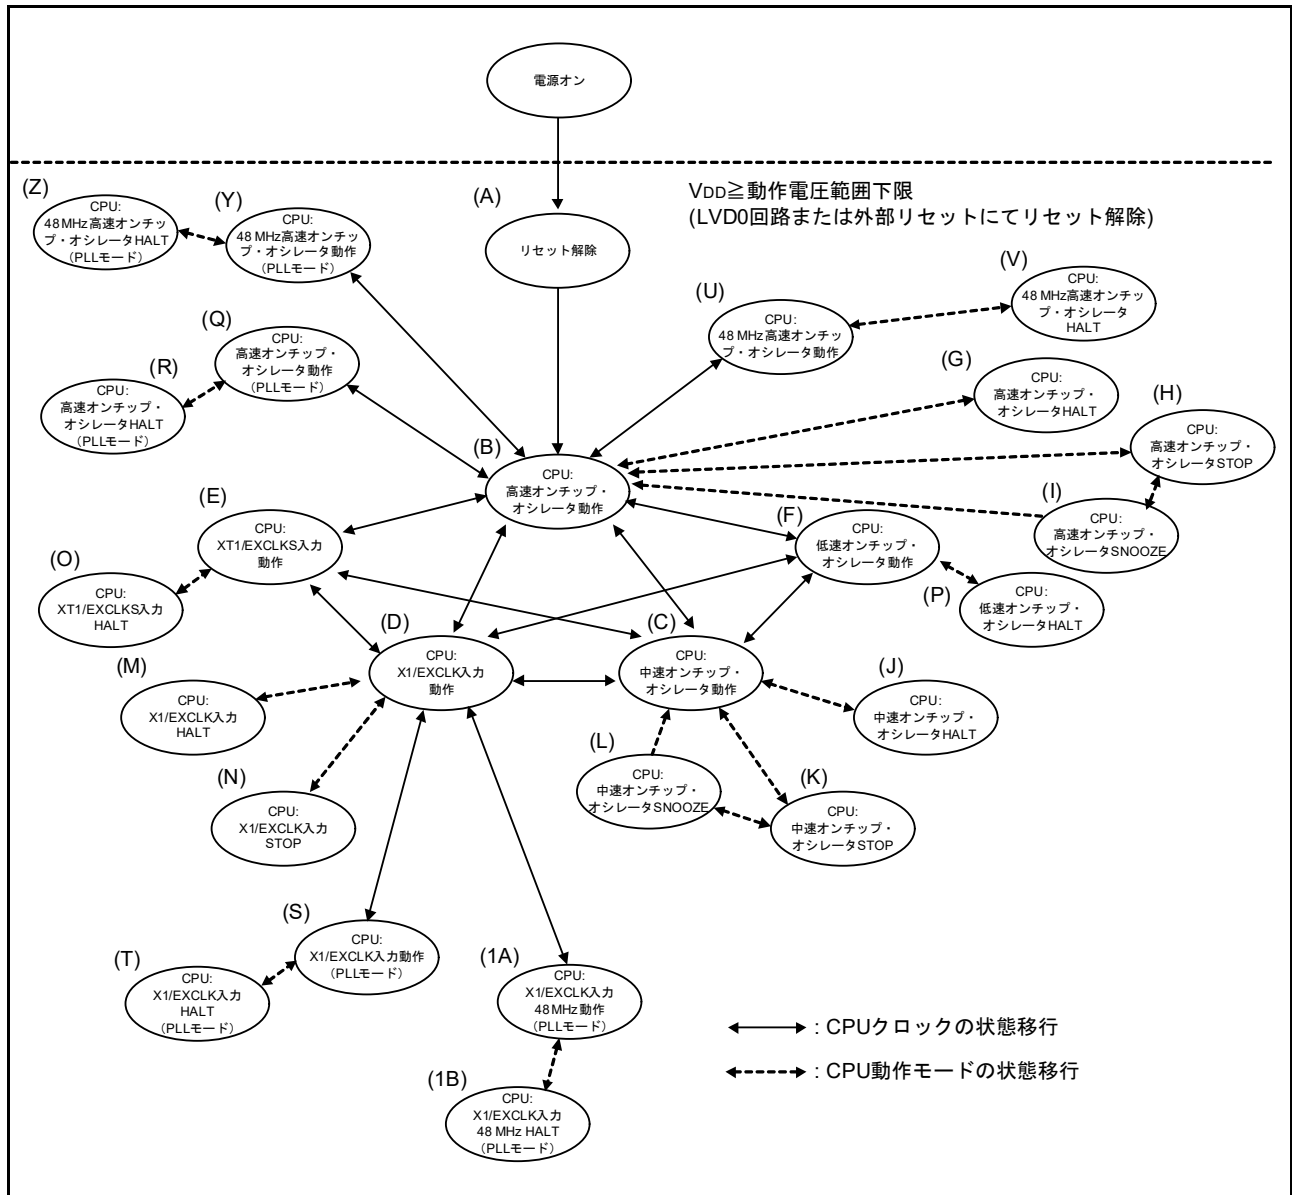 電源オン
VDD≧動作電圧範囲下限
(LVD0回路または外部リセットにてリセット解除)
(A)
リセット解除
(Z)
CPU:
48 MHz高速オンチッ
プ・オシレータHALT
(PLLモード)
(Y)
CPU:
48 MHz高速オンチッ
プ・オシレータ動作
(PLLモード)
(Q)
CPU:
高速オンチップ・
オシレータ動作
(PLLモード)
(R)
CPU:
高速オンチップ・
オシレータHALT
(PLLモード)
(U)
CPU:
48 MHz高速オンチッ
プ・オシレータ動作
(V)
CPU:
48 MHz高速オンチッ
プ・オシレータ
HALT
(G)
CPU:
高速オンチップ・
オシレータHALT
(H)
CPU:
高速オンチップ・
オシレータSTOP
(B)
CPU:
高速オンチップ・
オシレータ動作
(I)
CPU:
高速オンチップ・
オシレータSNOOZE
(E)
CPU:
XT1/EXCLKS入力
動作
(F)
CPU:
低速オンチップ・
オシレータ動作
(O)
CPU:
XT1/EXCLKS入力
HALT
(P)
CPU:
低速オンチップ・
オシレータHALT
(D)
CPU:
X1/EXCLK入力
動作
(C)
CPU:
中速オンチップ・
オシレータ動作
(M)
CPU:
X1/EXCLK入力
HALT
(J)
CPU:
中速オンチップ・
オシレータHALT
(N)
CPU:
X1/EXCLK入力
STOP
(L)
CPU:
中速オンチップ・
オシレータSNOOZE
(K)
CPU:
中速オンチップ・
オシレータSTOP
(S)
CPU:
X1/EXCLK入力動作
(PLLモード)
(T)
CPU:
X1/EXCLK入力
HALT
(PLLモード)
(1A)
CPU:
X1/EXCLK入力
48 MHz 動作
(PLLモード)
(1B)
CPU:
X1/EXCLK入力
48 MHz HALT
(PLLモード)
: CPUクロックの状態移行
: CPU動作モードの状態移行